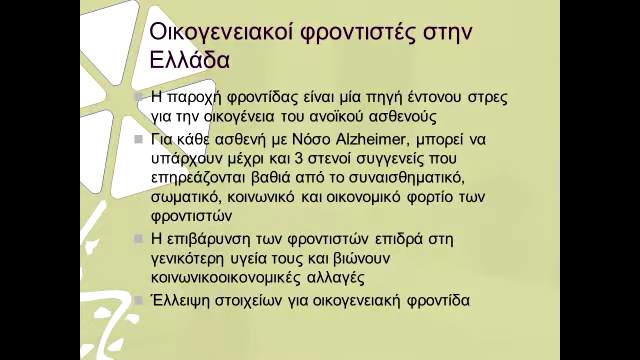 Οικογενειακοί φροντιστές στην
Ελλάδα
Η παροχή φροντίδας είναι μία πηγή έντονου στρες
για την οικογένεια του ανοϊκού ασθενούς
Για κάθε ασθενή με Νόσο Alzheimer, μπορεί να
υπάρχουν μέχρι και 3 στενοί συγγενείς που
επηρεάζονται βαθιά από το συναισθηματικό,
σωματικό, κοινωνικό και οικονομικό φορτίο των
φροντιστών
Η επιβάρυνση των φροντιστών επιδρά στη
γενικότερη υγεία τους και βιώνουν
κοινωνικοοικονομικές αλλαγές
Έλλειψη στοιχείων για οικογενειακή φροντίδα